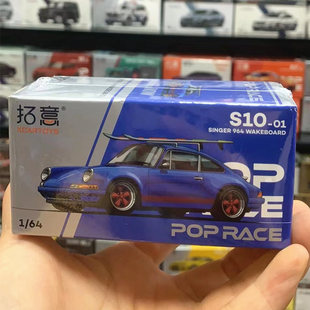 拓意
XCARTOYS
S10-01
SINGER 964 WAKEBOARD
POP
RACE
1/64
POP RACE